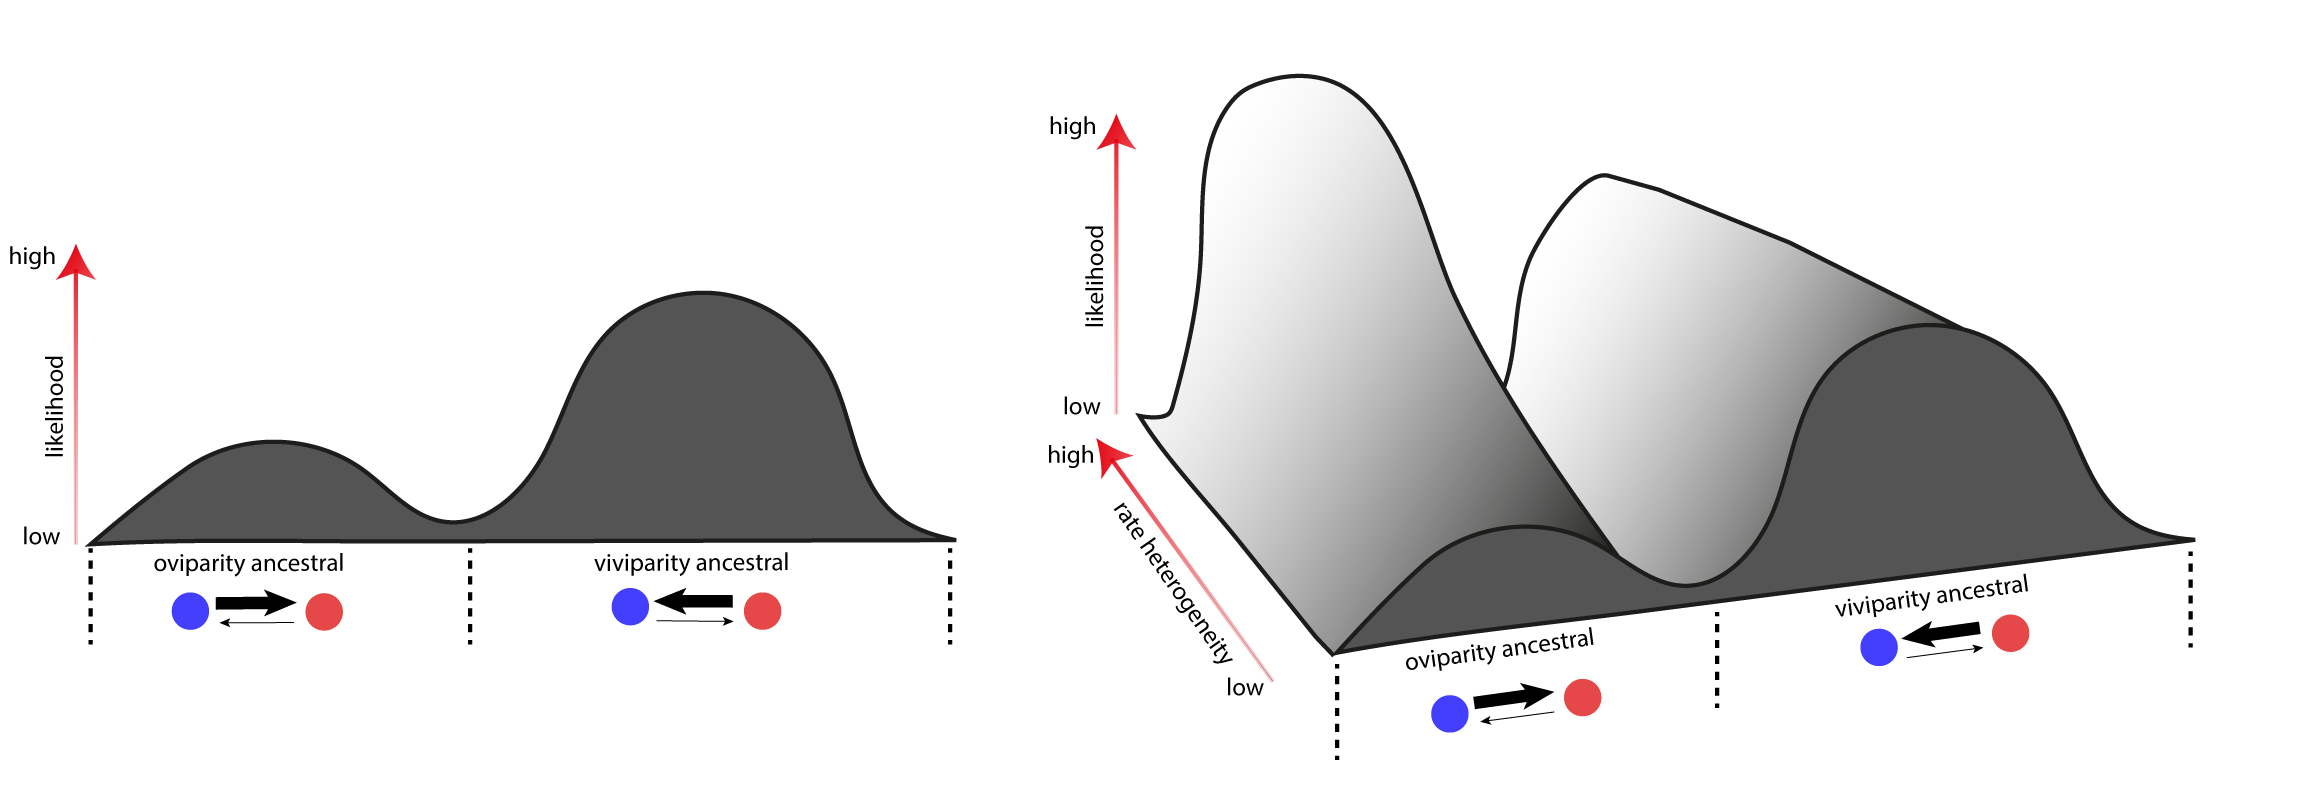 high
likelihood
low
oviparity ancestral
viviparity ancestral
high
likelihood
low
high
rate heterogeneity
low
oviparity ancestral
viviparity ancestral